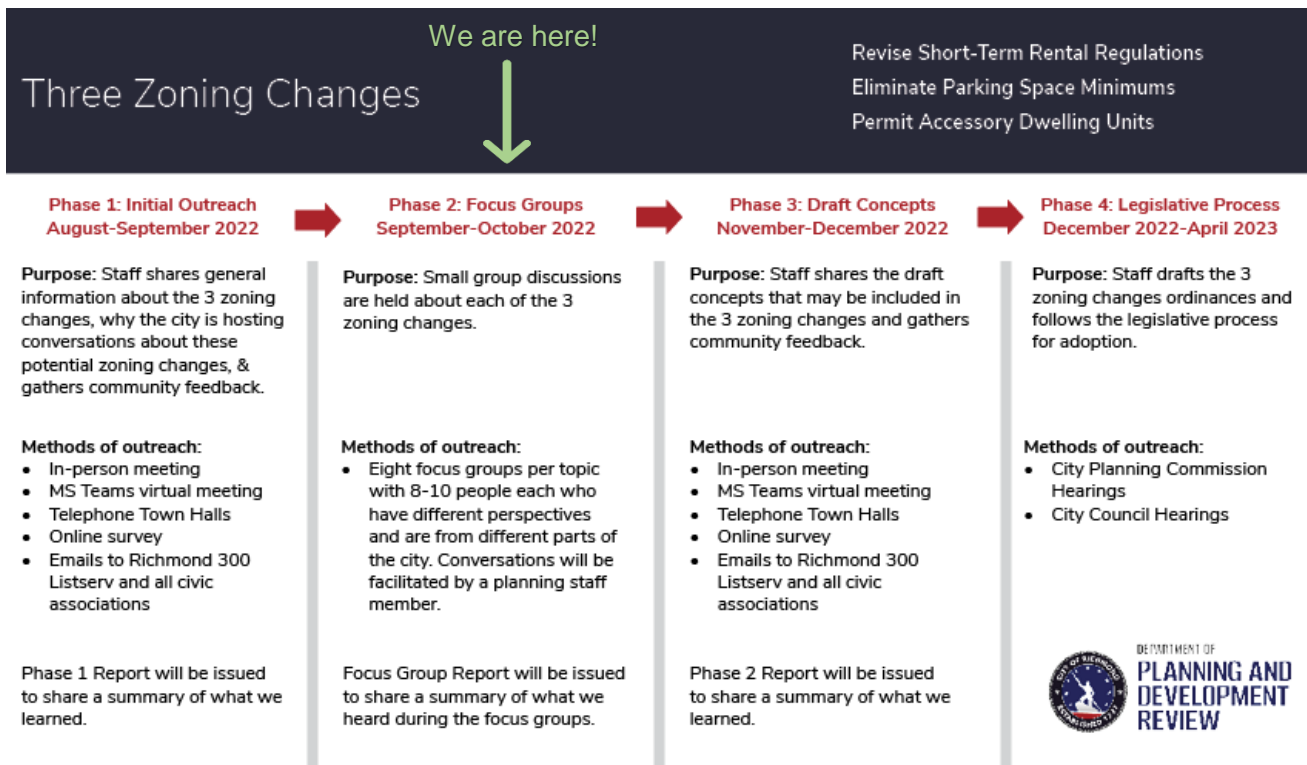 We are here!
Three Zoning Changes
Revise Short-Term Rental Regulations
Eliminate Parking Space Minimums
Permit Accessory Dwelling Units
Phase 1: Initial Outreach
August-September 2022
Purpose: Staff shares general
information about the 3 zoning
changes, why the city is hosting
conversations about these
potential zoning changes, &
gathers community feedback.
Methods of outreach:
• In-person meeting
• MS Teams virtual meeting
• Telephone Town Halls
• Online survey
• Emails to Richmond 300
Listserv and all civic
associations
Phase 1 Report will be issued
to share a summary of what we
learned.
Phase 2: Focus Groups
September-October 2022
Purpose: Small group discussions
are held about each of the 3
zoning changes.
Methods of outreach:
• Eight focus groups per topic
with 8-10 people each who
have different perspectives
and are from different parts of
the city. Conversations will be
facilitated by a planning staff
member.
Focus Group Report will be issued
to share a summary of what we
heard during the focus groups.
Phase 3: Draft Concepts
November-December 2022
Purpose: Staff shares the draft
concepts that may be included in
the 3 zoning changes and gathers
community feedback.
Methods of outreach:
• In-person meeting
• MS Teams virtual meeting
• Telephone Town Halls
• Online survey
• Emails to Richmond 300
Listserv and all civic
associations
Phase 2 Report will be issued
to share a summary of what we
learned.
Phase 4: Legislative Process
December 2022-April 2023
Purpose: Staff drafts the 3
zoning changes ordinances and
follows the legislative process
for adoption.
Methods of outreach:
• City Planning Commission
Hearings
• City Council Hearings
CITY OF RICHMOND
DEPARTMENT OF
PLANNING AND
DEVELOPMENT
REVIEW